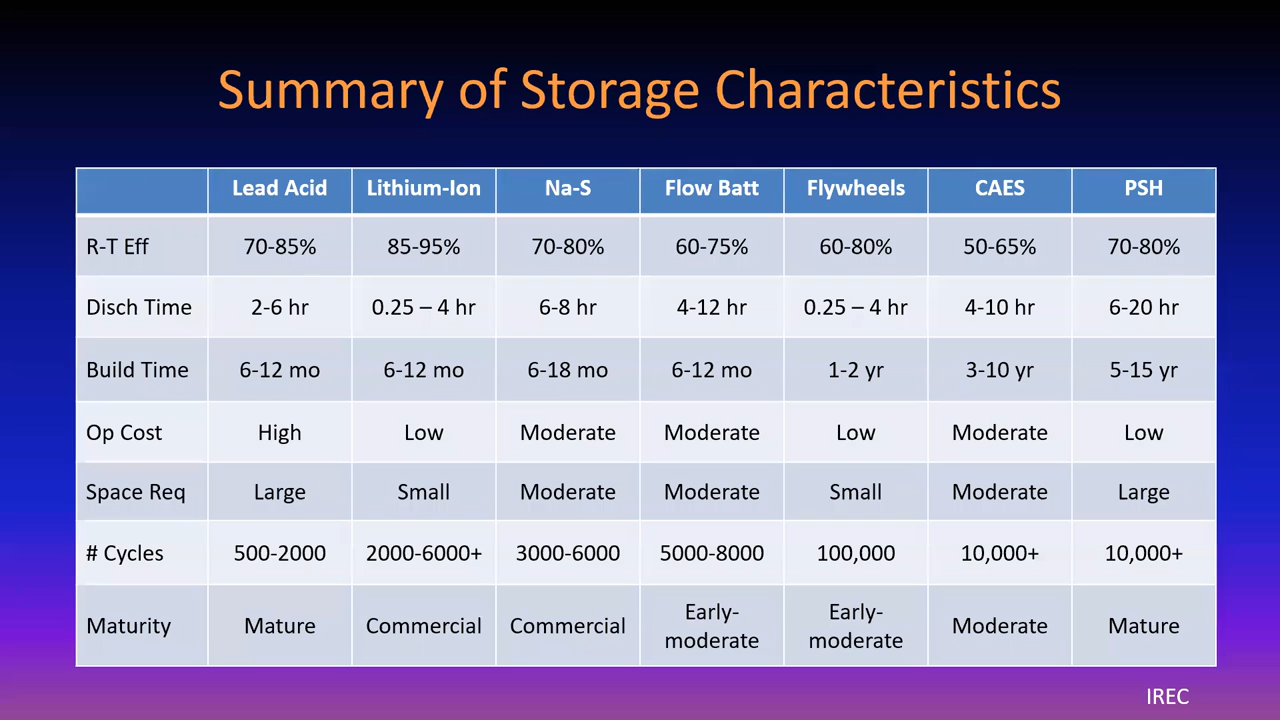 Summary of Storage Characteristics
Lead Acid Lithium-Ion Na-S Flow Batt Flywheels CAES PSH
R-T Eff 70-85% 85-95% 70-80% 60-75% 60-80% 50-65% 70-80%
Disch Time 2-6 hr 0.25 – 4 hr 6-8 hr 4-12 hr 0.25 – 4 hr 4-10 hr 6-20 hr
Build Time 6-12 mo 6-12 mo 6-18 mo 6-12 mo 1-2 yr 3-10 yr 5-15 yr
Op Cost High Low Moderate Moderate Low Moderate Low
Space Req Large Small Moderate Moderate Small Moderate Large
# Cycles 500-2000 2000-6000+ 3000-6000 5000-8000 100,000 10,000+ 10,000+
Maturity Mature Commercial Commercial Early-moderate Early-moderate Moderate Mature
IREC